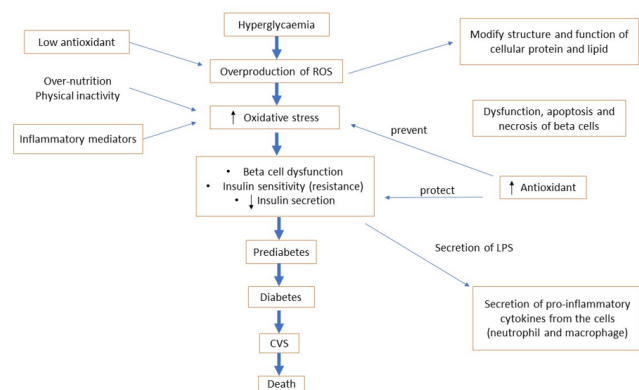 Hyperglycaemia
Low antioxidant
Modify structure and function of
cellular protein and lipid
Overproduction of ROS
Over-nutrition
Physical inactivity
↑ Oxidative stress
Dysfunction, apoptosis and
necrosis of beta cells
Inflammatory mediators
prevent
• Beta cell dysfunction
• Insulin sensitivity (resistance)
• ↓ Insulin secretion
protect
↑ Antioxidant
Prediabetes
Secretion of LPS
Diabetes
Secretion of pro-inflammatory
cytokines from the cells
(neutrophil and macrophage)
CVS
Death